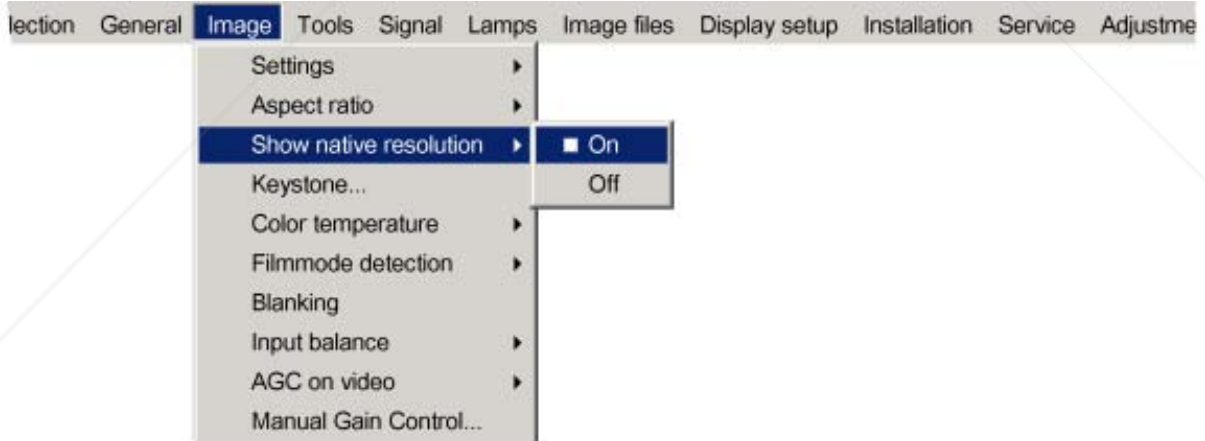 lection General Image Tools Signal Lamps Image files Display setup Installation Service Adjustme
Settings
Aspect ratio
Show native resolution On
Keystone... Off
Color temperature
Filmmode detection
Blanking
Input balance
AGC on video
Manual Gain Control...